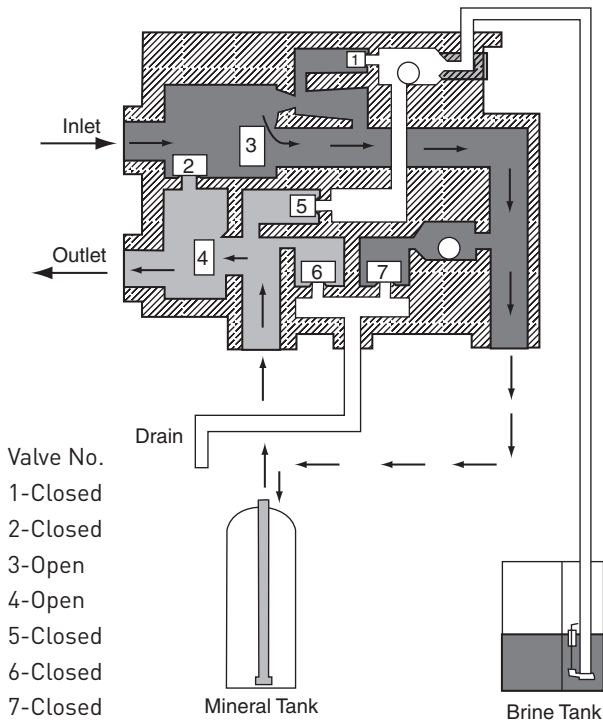 1
Inlet
3
2
5
Outlet
4
6
7
Drain
Valve No.
1-Closed
2-Closed
3-Open
4-Open
5-Closed
6-Closed
7-Closed
Mineral Tank
Brine Tank